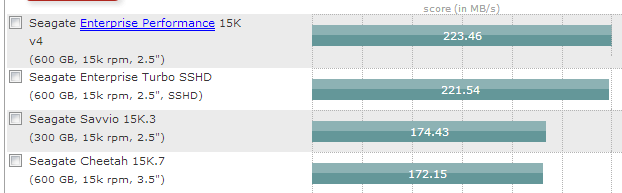 score (in MB/s)
Seagate Enterprise Performance 15K
v4
(600 GB, 15k rpm, 2.5")
223.46
Seagate Enterprise Turbo SSHD
(600 GB, 15k rpm, 2.5", SSHD)
221.54
Seagate Savvio 15K.3
(300 GB, 15k rpm, 2.5")
174.43
Seagate Cheetah 15K.7
(600 GB, 15k rpm, 3.5")
172.15